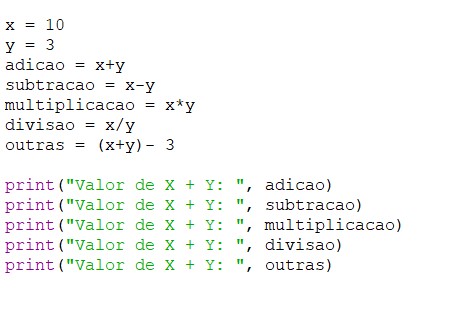 x = 10
y = 3
adicao = x+y
subtracao = x-y
multiplicacao = x*y
divisao = x/y
outras = (x+y)- 3
print("Valor de X + Y: ", adicao)
print("Valor de X + Y: ", subtracao)
print("Valor de X + Y: ", multiplicacao)
print("Valor de X + Y: ", divisao)
print("Valor de X + Y: ", outras)